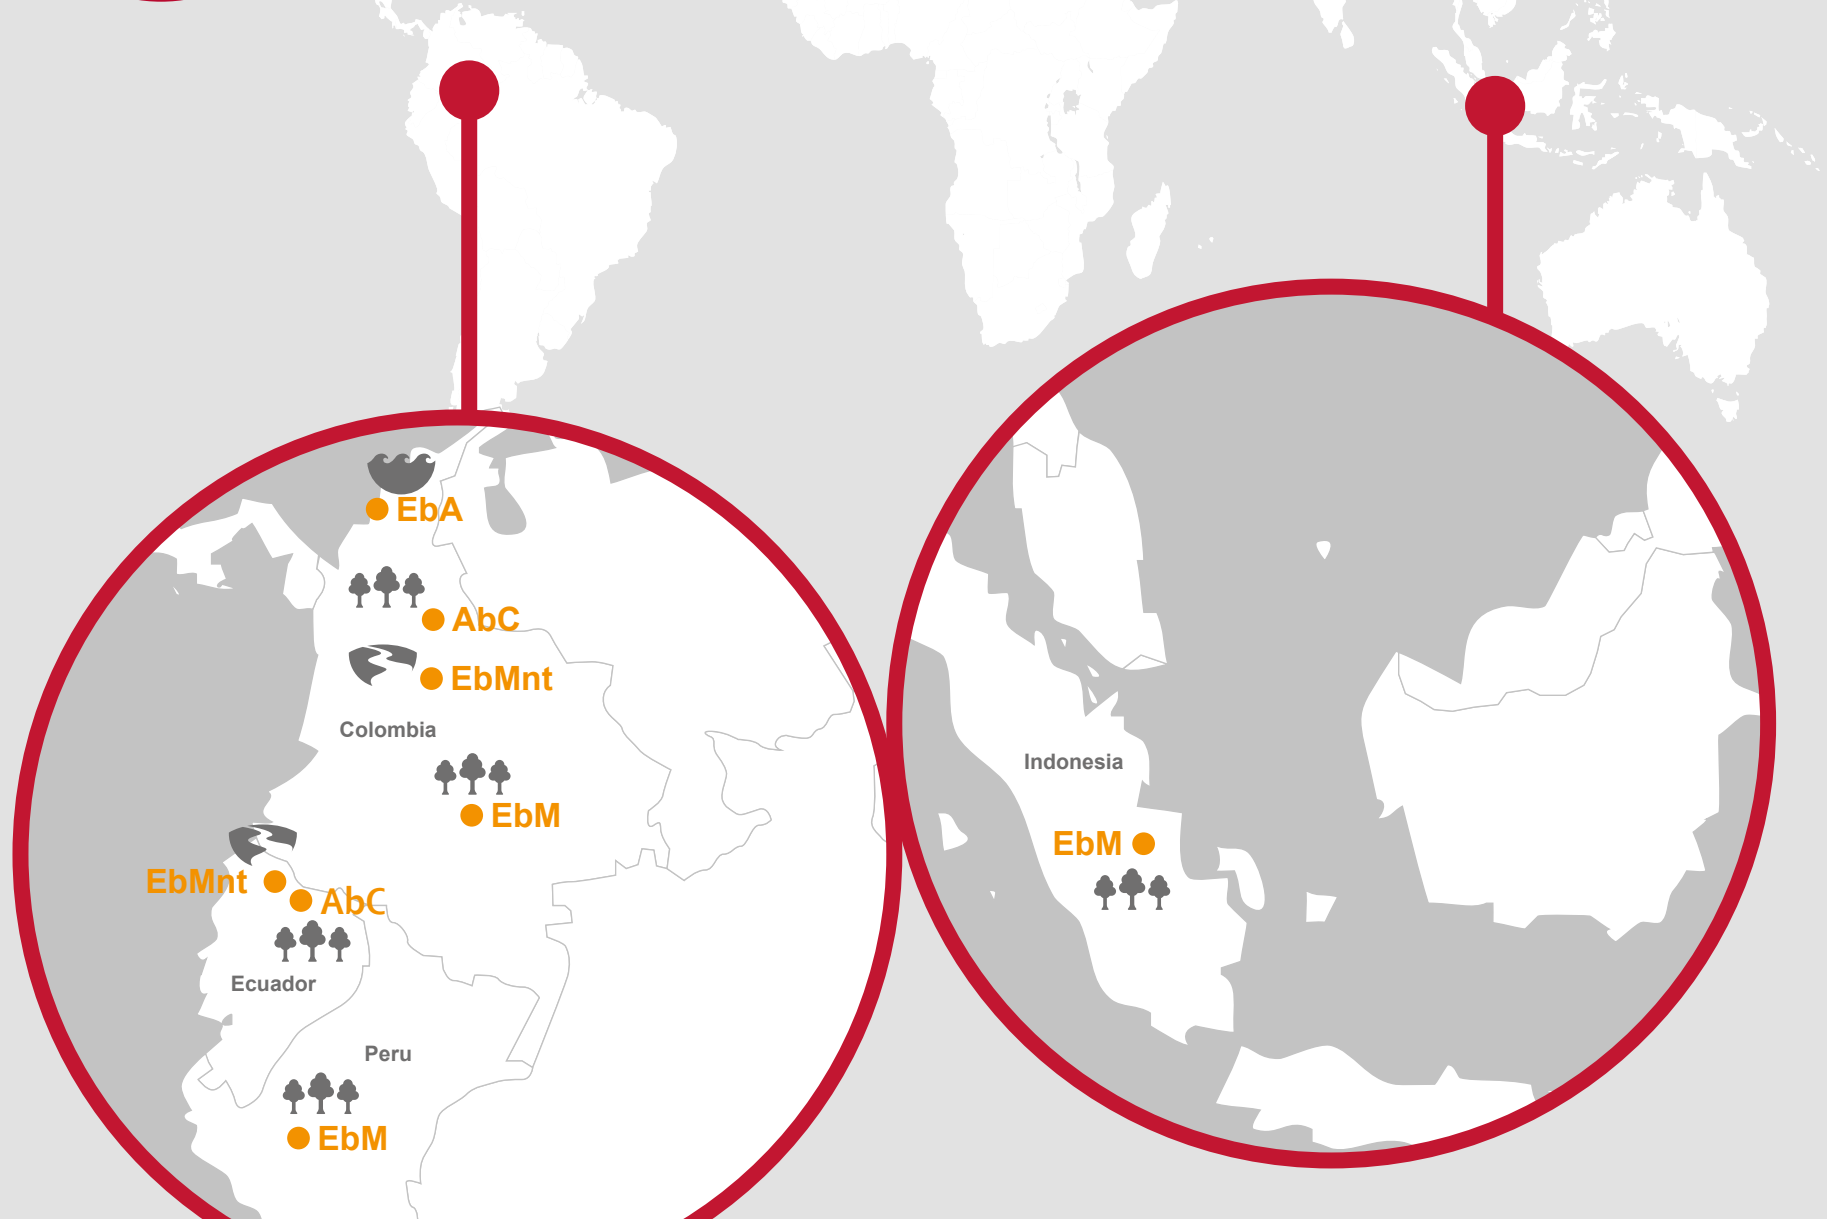 EbA
AbC
EbMnt
Colombia
EbM
EbMnt
AbC
Ecuador
Peru
EbM
Indonesia
EbM